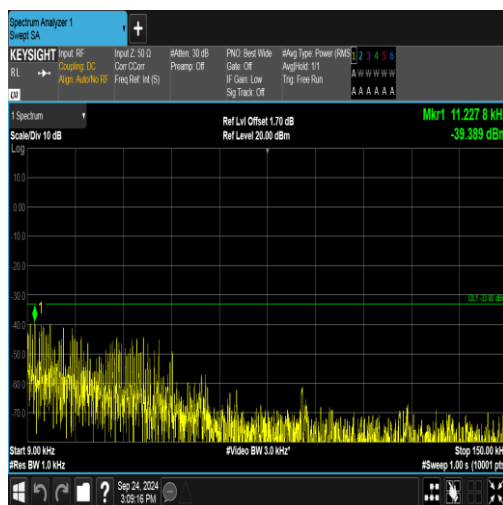 Spectrum Analyzer 1
Swept SA
KEYSIGHT
RL
Input: RF
Coupling: DC
Align: Auto/No RF
Input Z: 50 Ω
Corr CCorr
Freq Ref: Int (S)
#Atten: 30 dB
Preamp: Off
PNO: Best Wide
Gate: Off
IF Gain: Low
Sig Track: Off
#Avg Type: Power (RMS
Avg|Hold: 1/1
Trig: Free Run
1 2 3 4 5 6
A W W W W W
A A A A A A
1 Spectrum
Scale/Div 10 dB
Ref Lvl Offset 1.70 dB
Ref Level 20.00 dBm
Mkr1 11.227 8 kH
-39.389 dBm
Log
10.0
0.00
-10.0
-20.0
-30.0
DL1 -33.00 dB
1
-40.0
-50.0
-60.0
-70.0
Start 9.00 kHz
#Res BW 1.0 kHz
#Video BW 3.0 kHz*
Stop 150.00 kH
#Sweep 1.00 s (10001 pts
Sep 24, 2024
3:09:16 PM